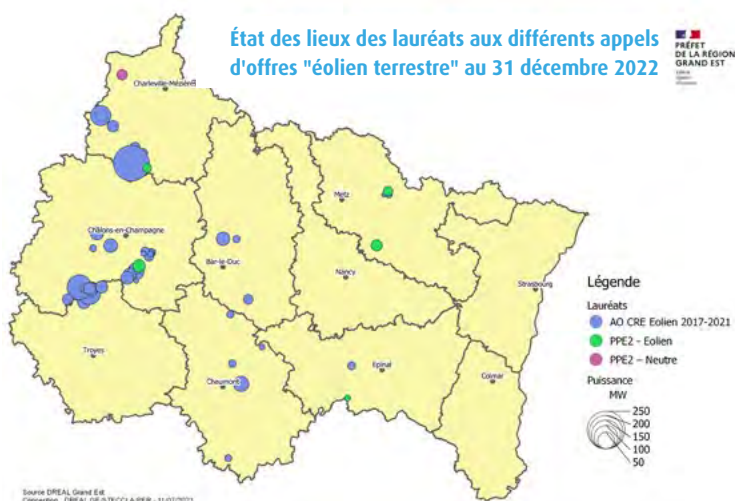 État des lieux des lauréats aux différents appels
d'offres "éolien terrestre" au 31 décembre 2022
PRÉFET
DE LA RÉGION
GRAND EST
Charleville-Mézières
Metz
Châlons-en-Champagne
Bar-le-Duc
Nancy
Strasbourg
Troyes
Chaumont
Epinal
Colmar
Légende
Lauréats
AO CRE Eolien 2017-2021
PPE2 - Eolien
PPE2 – Neutre
Puissance
MW
250
200
150
100
50
Source DREAL Grand Est